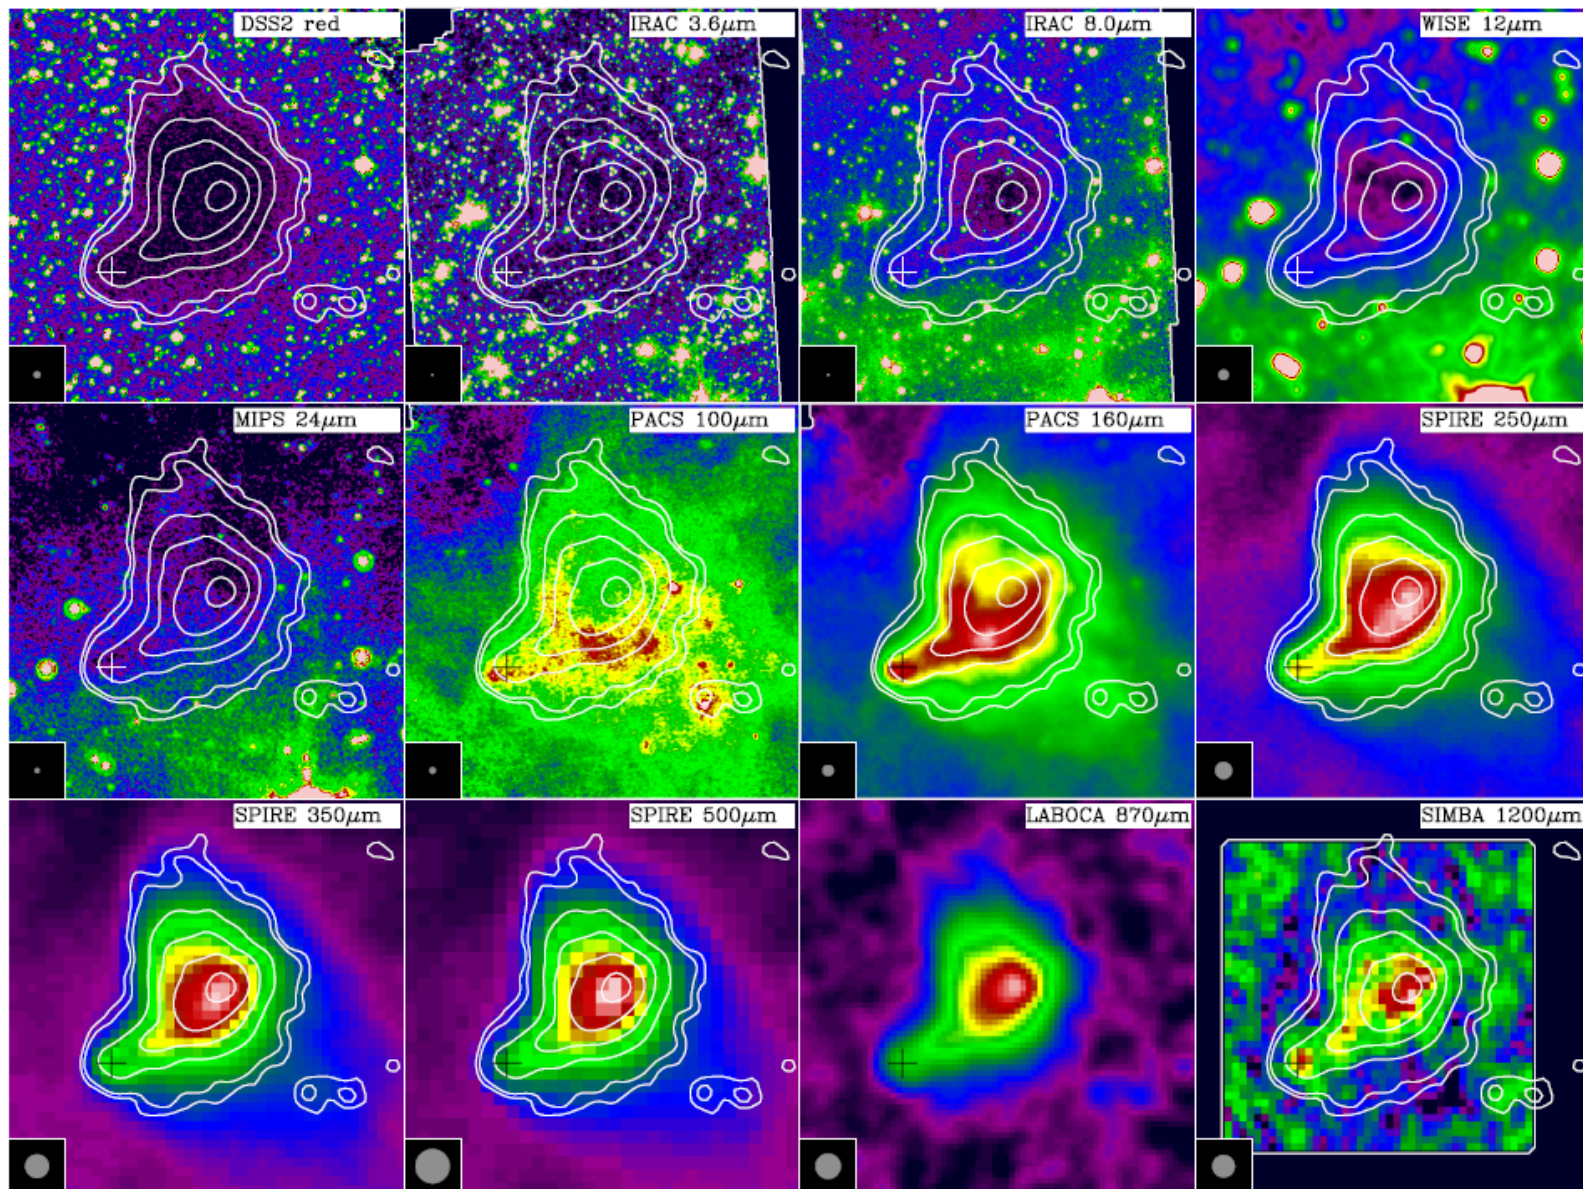 DSS2 red
IRAC 3.6μm
IRAC 8.0μm
WISE 12μm
MIPS 24μm
PACS 100μm
PACS 160μm
SPIRE 250μm
SPIRE 350μm
SPIRE 500μm
LABOCA 870μm
SIMBA 1200μm